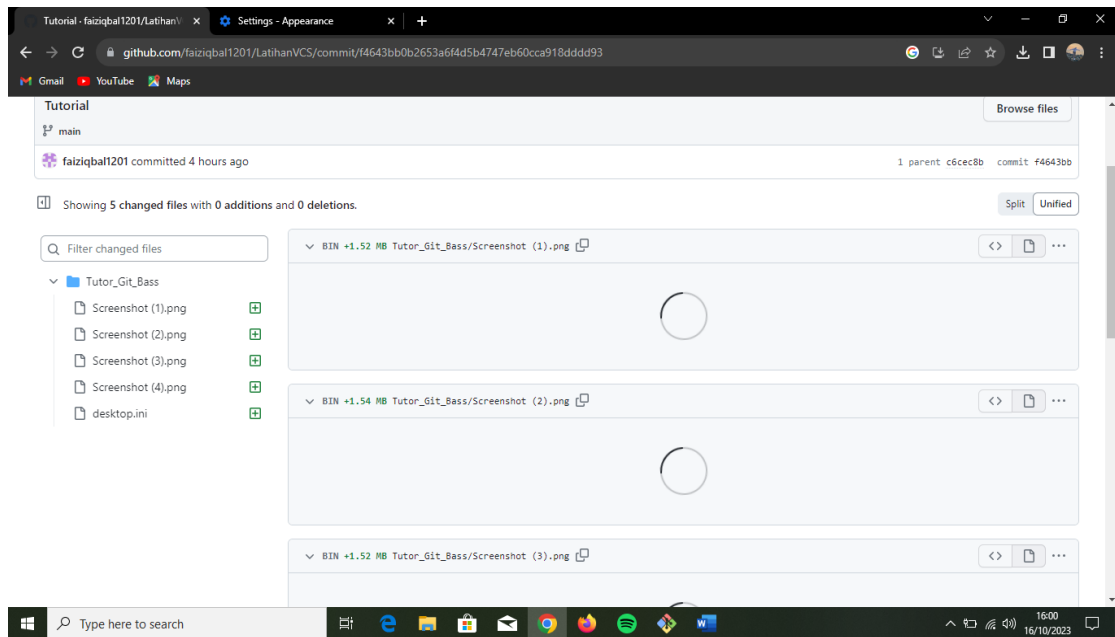 Tutorial · faiziqbal1201/LatihanV
Settings - Appearance
github.com/faiziqbal1201/LatihanVCS/commit/f4643bb0b2653a6f4d5b4747eb60cca918dddd93
Gmail YouTube Maps
Tutorial
Browse files
main
faiziqbal1201 committed 4 hours ago
1 parent c6cec8b commit f4643bb
Showing 5 changed files with 0 additions and 0 deletions.
Split Unified
Filter changed files
Tutor_Git_Bass
Screenshot (1).png
Screenshot (2).png
Screenshot (3).png
Screenshot (4).png
desktop.ini
BIN +1.52 MB Tutor_Git_Bass/Screenshot (1).png
BIN +1.54 MB Tutor_Git_Bass/Screenshot (2).png
BIN +1.52 MB Tutor_Git_Bass/Screenshot (3).png
Type here to search
16:00
16/10/2023